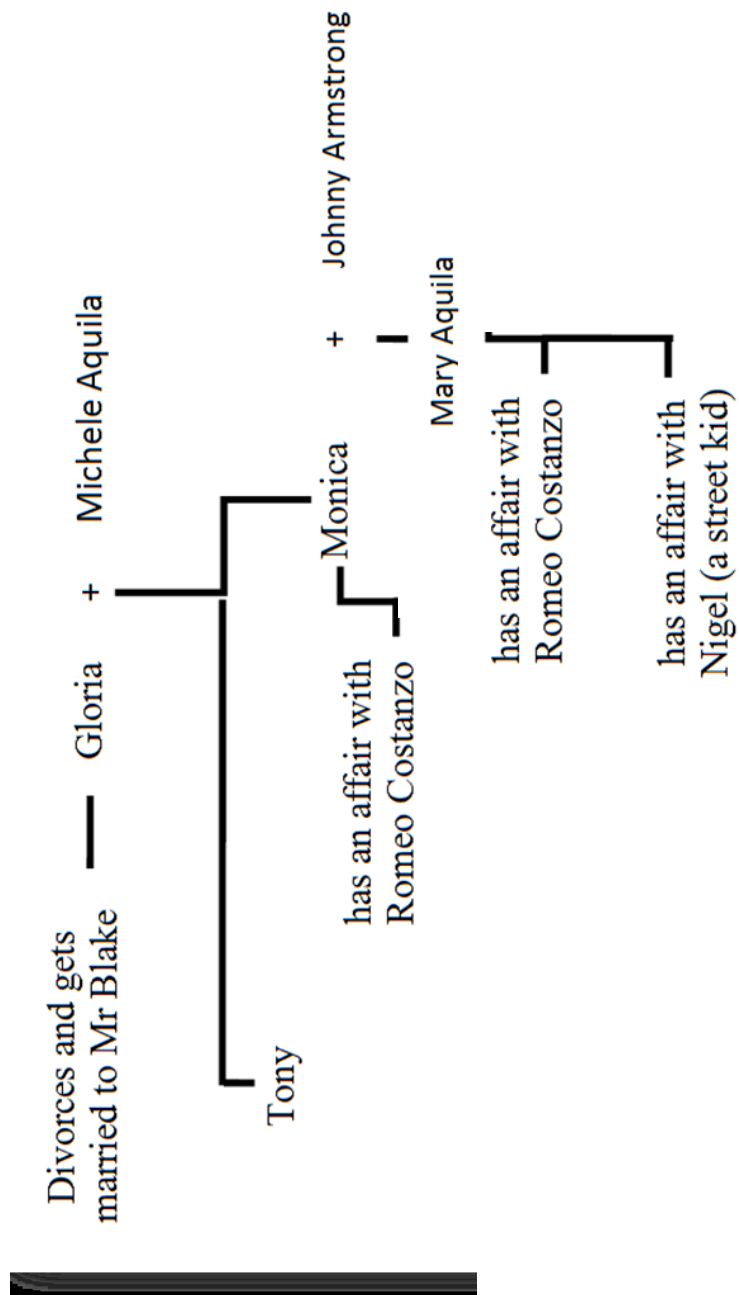 Divorces and gets
married to Mr Blake
Gloria + Michele Aquila
Tony
Monica + Johnny Armstrong
has an affair with
Romeo Costanzo
Mary Aquila
has an affair with
Romeo Costanzo
has an affair with
Nigel (a street kid)